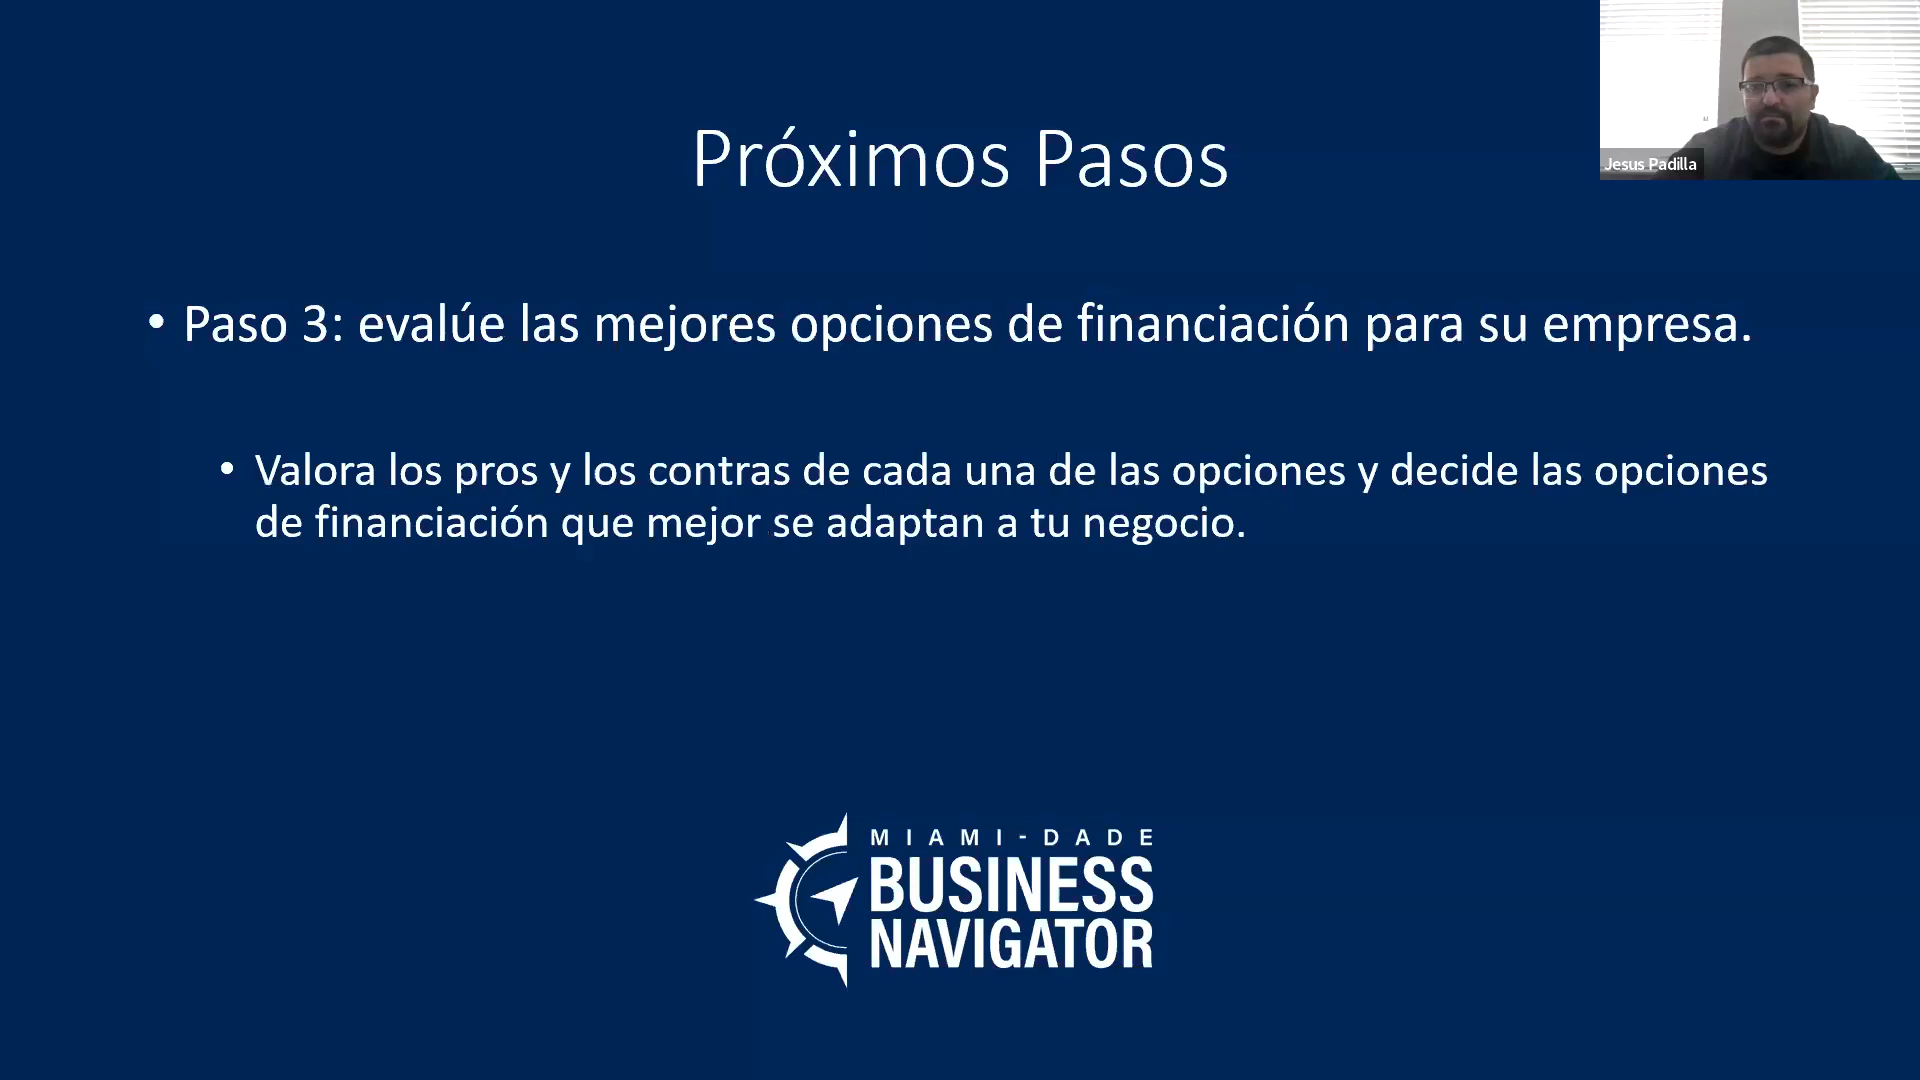 Próximos Pasos
Jesus Padilla
• Paso 3: evalúe las mejores opciones de financiación para su empresa.
• Valora los pros y los contras de cada una de las opciones y decide las opciones
de financiación que mejor se adaptan a tu negocio.
MIAMI-DADE
BUSINESS
NAVIGATOR